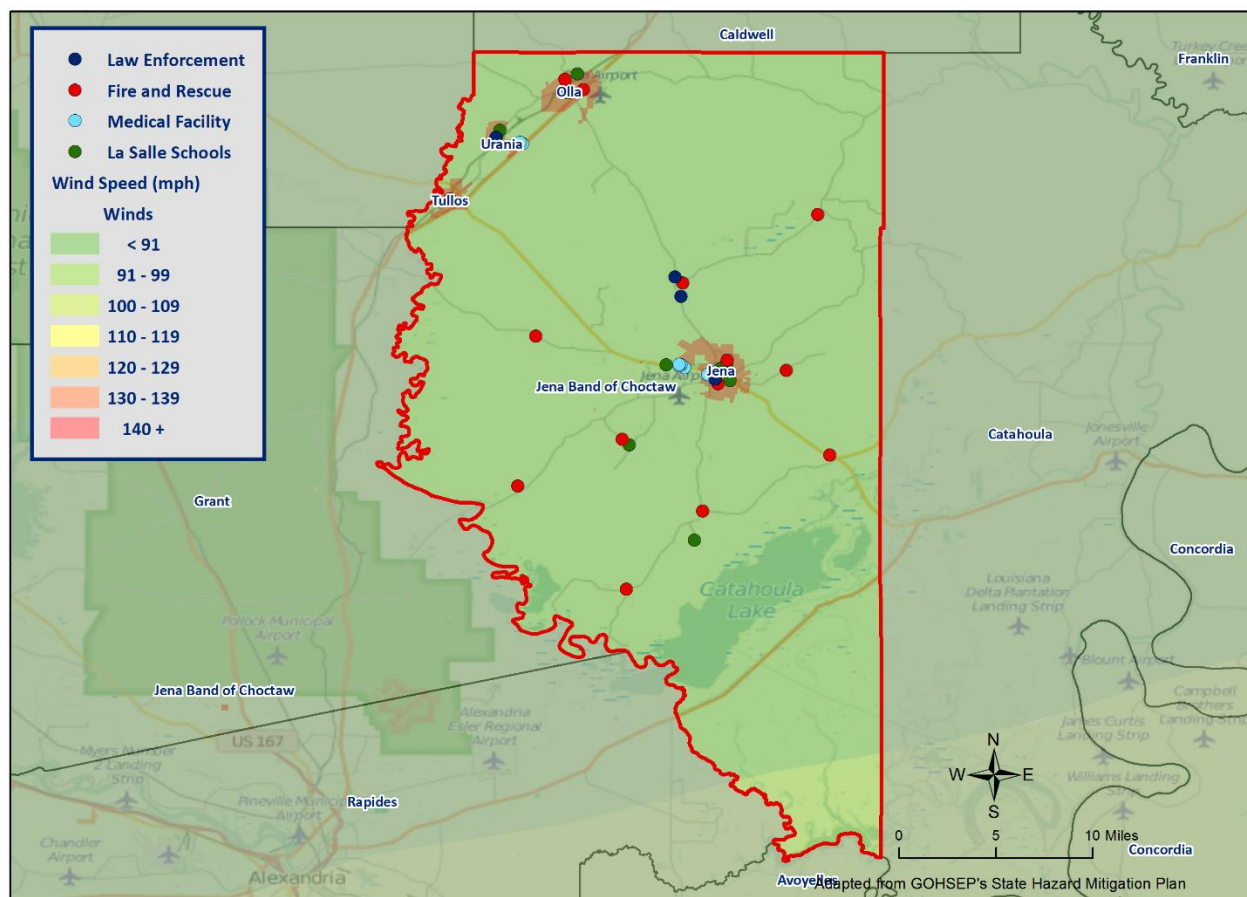 Law Enforcement
Fire and Rescue
Medical Facility
La Salle Schools
Wind Speed (mph)
Winds
< 91
91 - 99
100 - 109
110 - 119
120 - 129
130 - 139
140 +
Caldwell
Franklin
Olla
Airport
Urania
Tullos
Jena
Jena Airport
Jena Band of Choctaw
Catahoula
Jonesville
Airport
Grant
Concordia
Catahoula
Lake
Louisiana
Delta Plantation
Landing Strip
Pollock Municipal
Airport
Blount Airport
Jena Band of Choctaw
Campbell
Brothers
Landing Strip
Alexandria
Esler Regional
Airport
US 167
James Curtis
Landing Strip
Myers Number
2 Landing
Strip
Williams Landing
Strip
N
W
E
S
Rapides
Pineville Municipal
Airport
Chandler
Airport
0
5
10 Miles
Concordia
Alexandria
Avoyelles
Adapted from GOHSEP's State Hazard Mitigation Plan